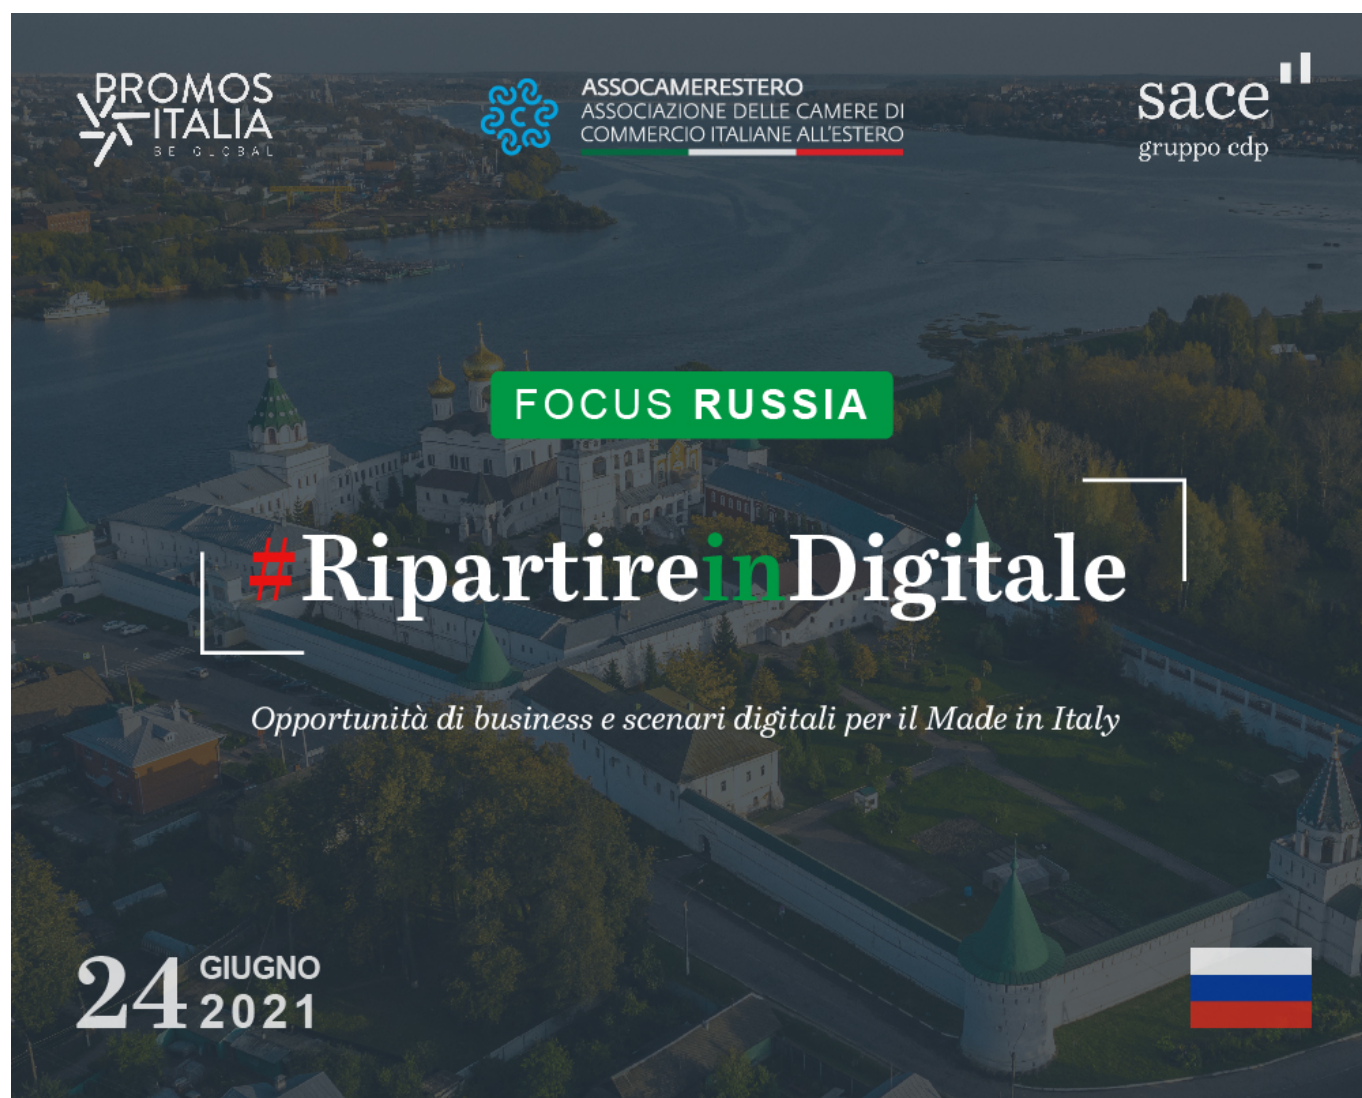 PROMOS
ITALIA
BE GLOBAL
ASSOCAMERESTERO
ASSOCIAZIONE DELLE CAMERE DI
COMMERCIO ITALIANE ALL'ESTERO
sace
gruppo cdp
FOCUS RUSSIA
#RipartireinDigitale
Opportunità di business e scenari digitali per il Made in Italy
24 GIUGNO
2021